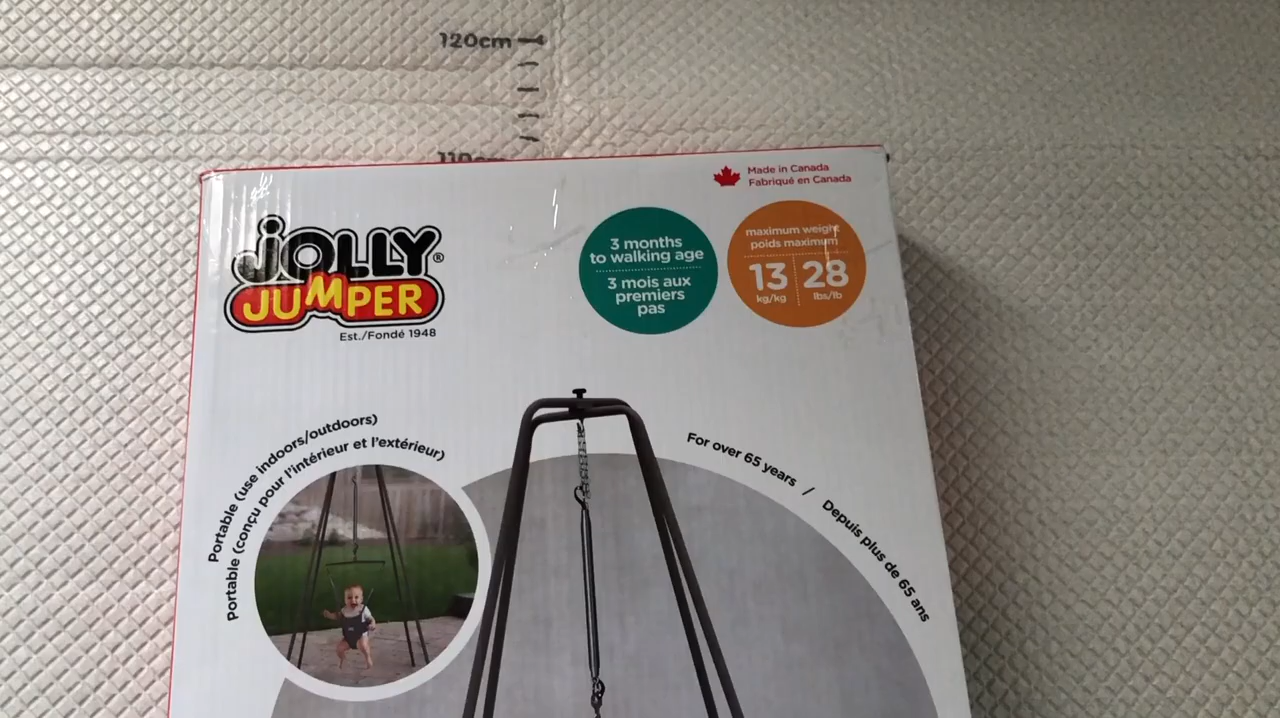 120cm
110cm
Made in Canada
Fabriqué en Canada
JOLLY®
JUMPER
Est./Fondé 1948
3 months
to walking age
3 mois aux
premiers
pas
maximum weight
poids maximum
13 28
kg/kg lbs/lb
Portable (use indoors/outdoors)
Portable (conçu pour l'intérieur et l'extérieur)
For over 65 years / Depuis plus de 65 ans